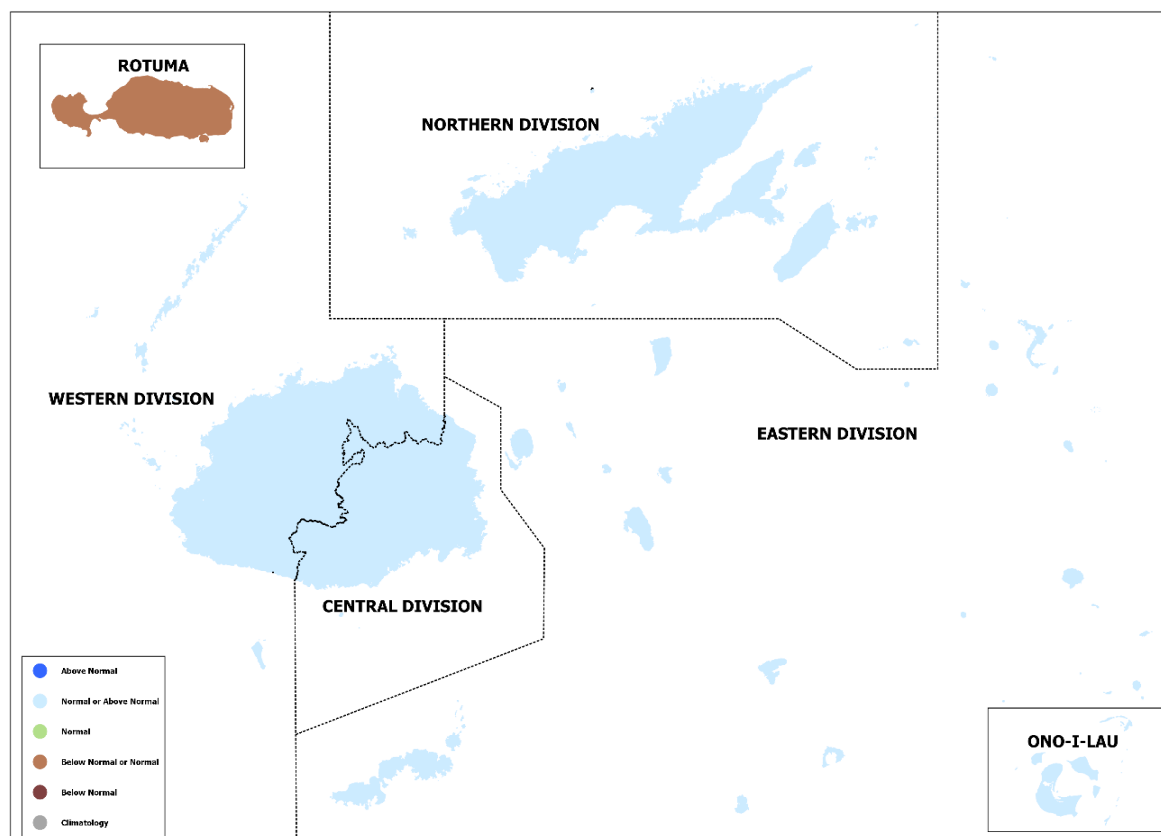 ROTUMA
NORTHERN DIVISION
WESTERN DIVISION
EASTERN DIVISION
CENTRAL DIVISION
Above Normal
Normal or Above Normal
Normal
Below Normal or Normal
Below Normal
Climatology
ONO-I-LAU